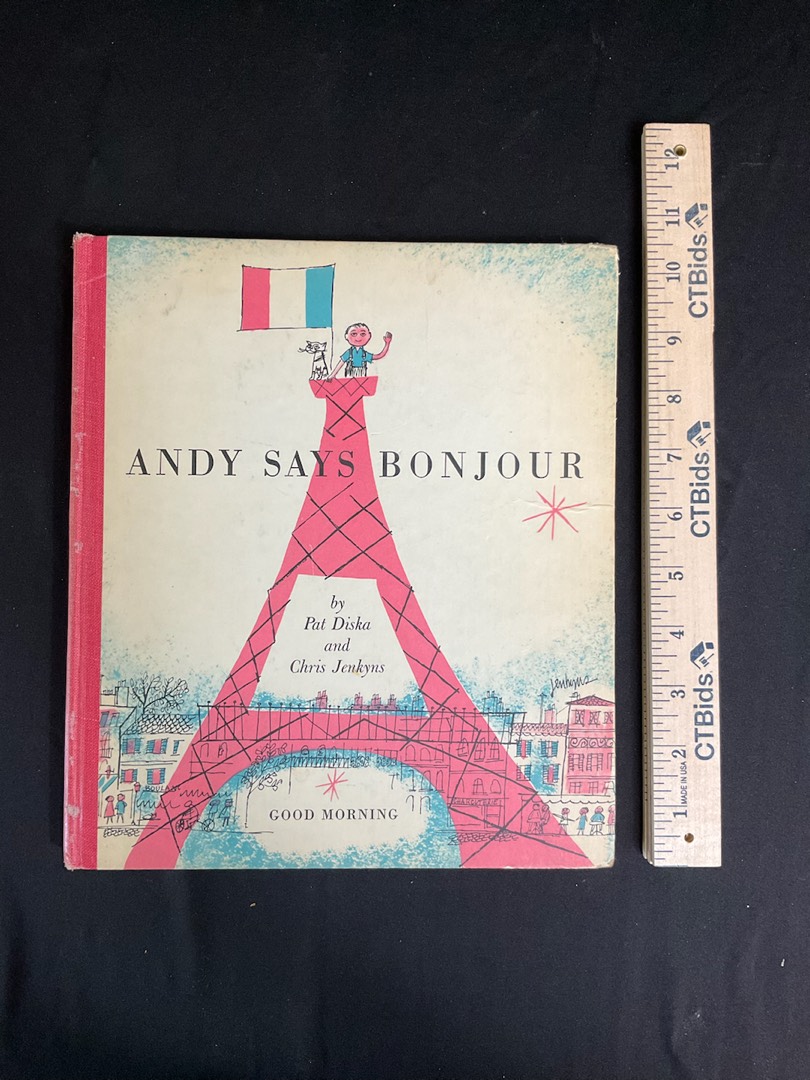 ANDY SAYS BONJOUR
by
Pat Diska
and
Chris Jenkyns
Jenkyns
GOOD MORNING
12
11
10
9
8
7
6
5
4
3
2
1
MADE IN USA
CTBids
CTBids
CTBids